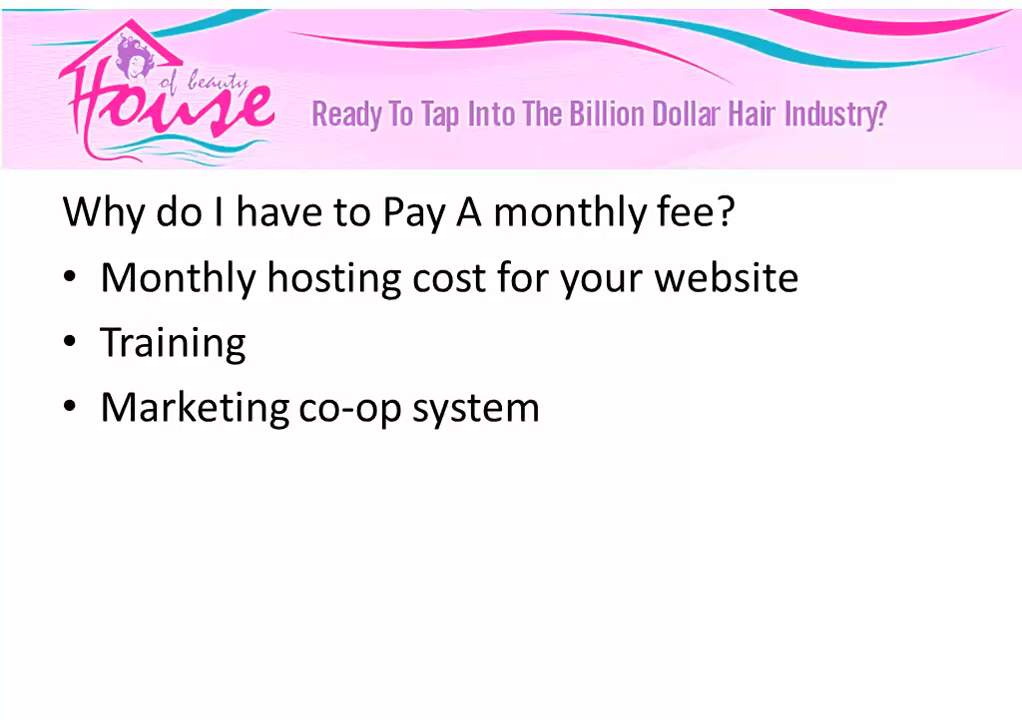 House of beauty
Ready To Tap Into The Billion Dollar Hair Industry?
Why do I have to Pay A monthly fee?
• Monthly hosting cost for your website
• Training
• Marketing co-op system